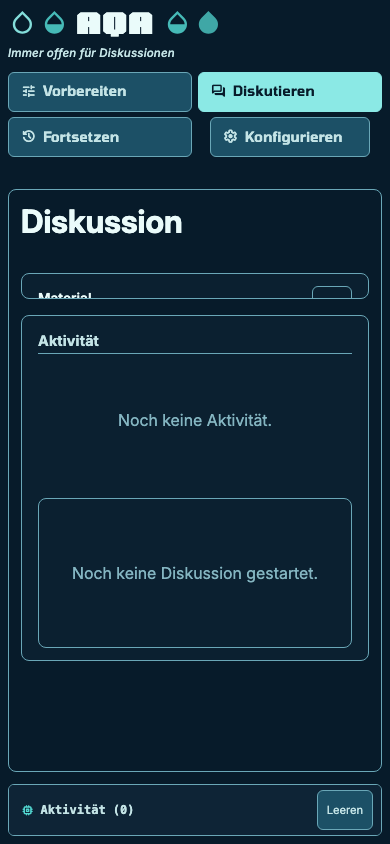 AQA
Immer offen für Diskussionen
Vorbereiten
Diskutieren
Fortsetzen
Konfigurieren
Diskussion
Material
Aktivität
Noch keine Aktivität.
Noch keine Diskussion gestartet.
Aktivität (0)
Leeren